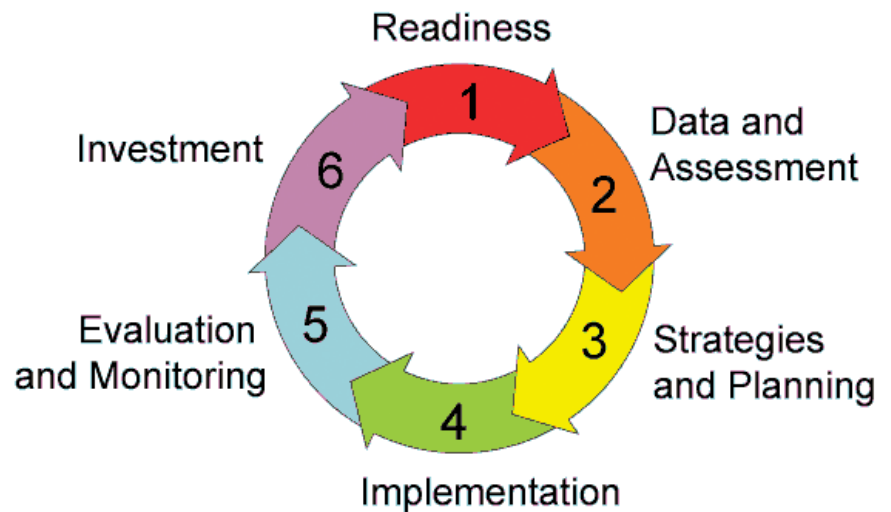 Readiness
1
Data and
Assessment
2
Strategies
and Planning
3
Implementation
4
Evaluation
and Monitoring
5
Investment
6